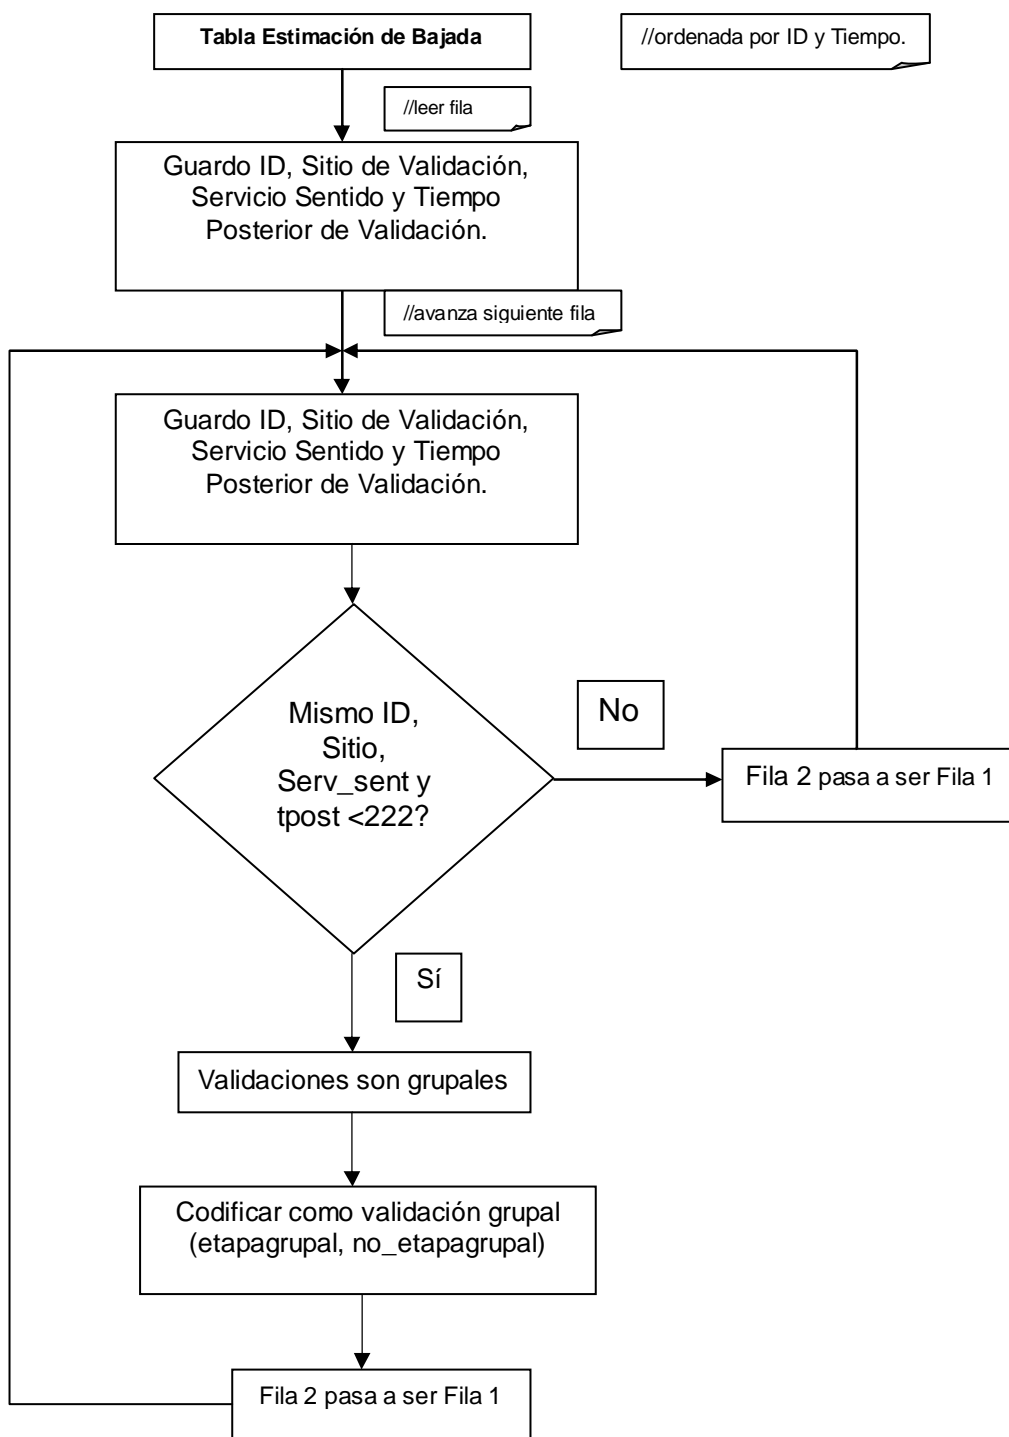 Tabla Estimación de Bajada
//ordenada por ID y Tiempo.
//leer fila
Guardo ID, Sitio de Validación,
Servicio Sentido y Tiempo
Posterior de Validación.
//avanza siguiente fila
Guardo ID, Sitio de Validación,
Servicio Sentido y Tiempo
Posterior de Validación.
Mismo ID,
Sitio,
Serv_sent y
tpost <222?
No
Fila 2 pasa a ser Fila 1
Sí
Validaciones son grupales
Codificar como validación grupal
(etapagrupal, no_etapagrupal)
Fila 2 pasa a ser Fila 1